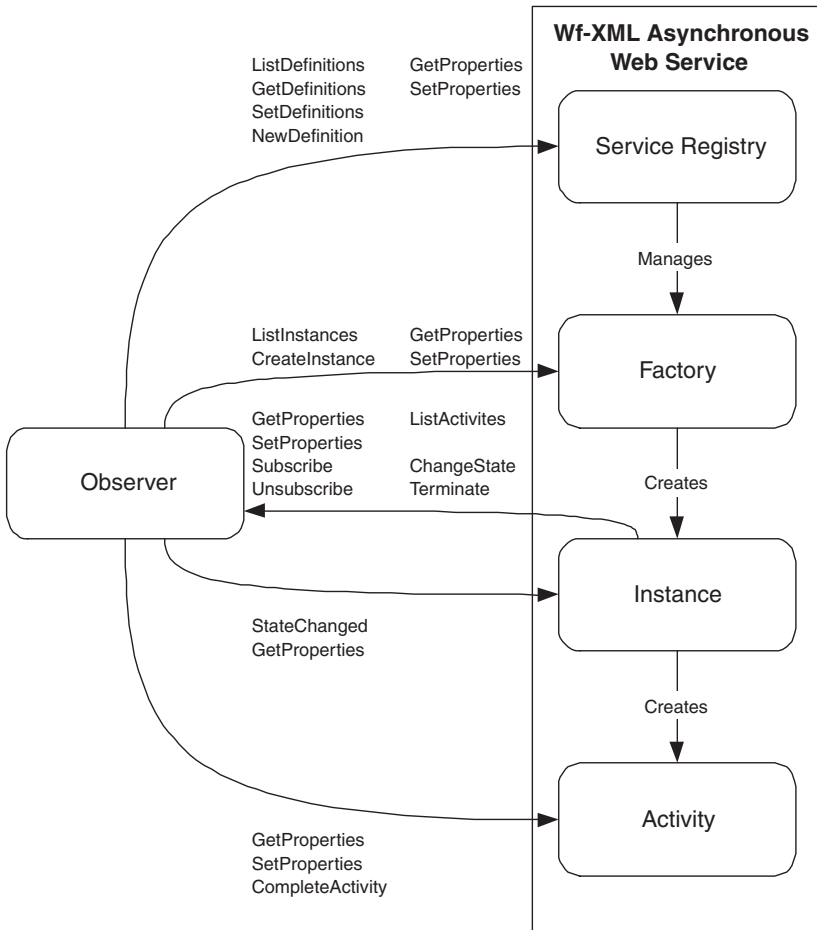 Wf-XML Asynchronous
Web Service
ListDefinitions GetProperties
GetDefinitions SetProperties
SetDefinitions
NewDefinition
Service Registry
Manages
ListInstances GetProperties
CreateInstance SetProperties
Factory
GetProperties ListActivites
SetProperties
Subscribe ChangeState
Unsubscribe Terminate
Observer
Creates
Instance
StateChanged
GetProperties
Creates
Activity
GetProperties
SetProperties
CompleteActivity